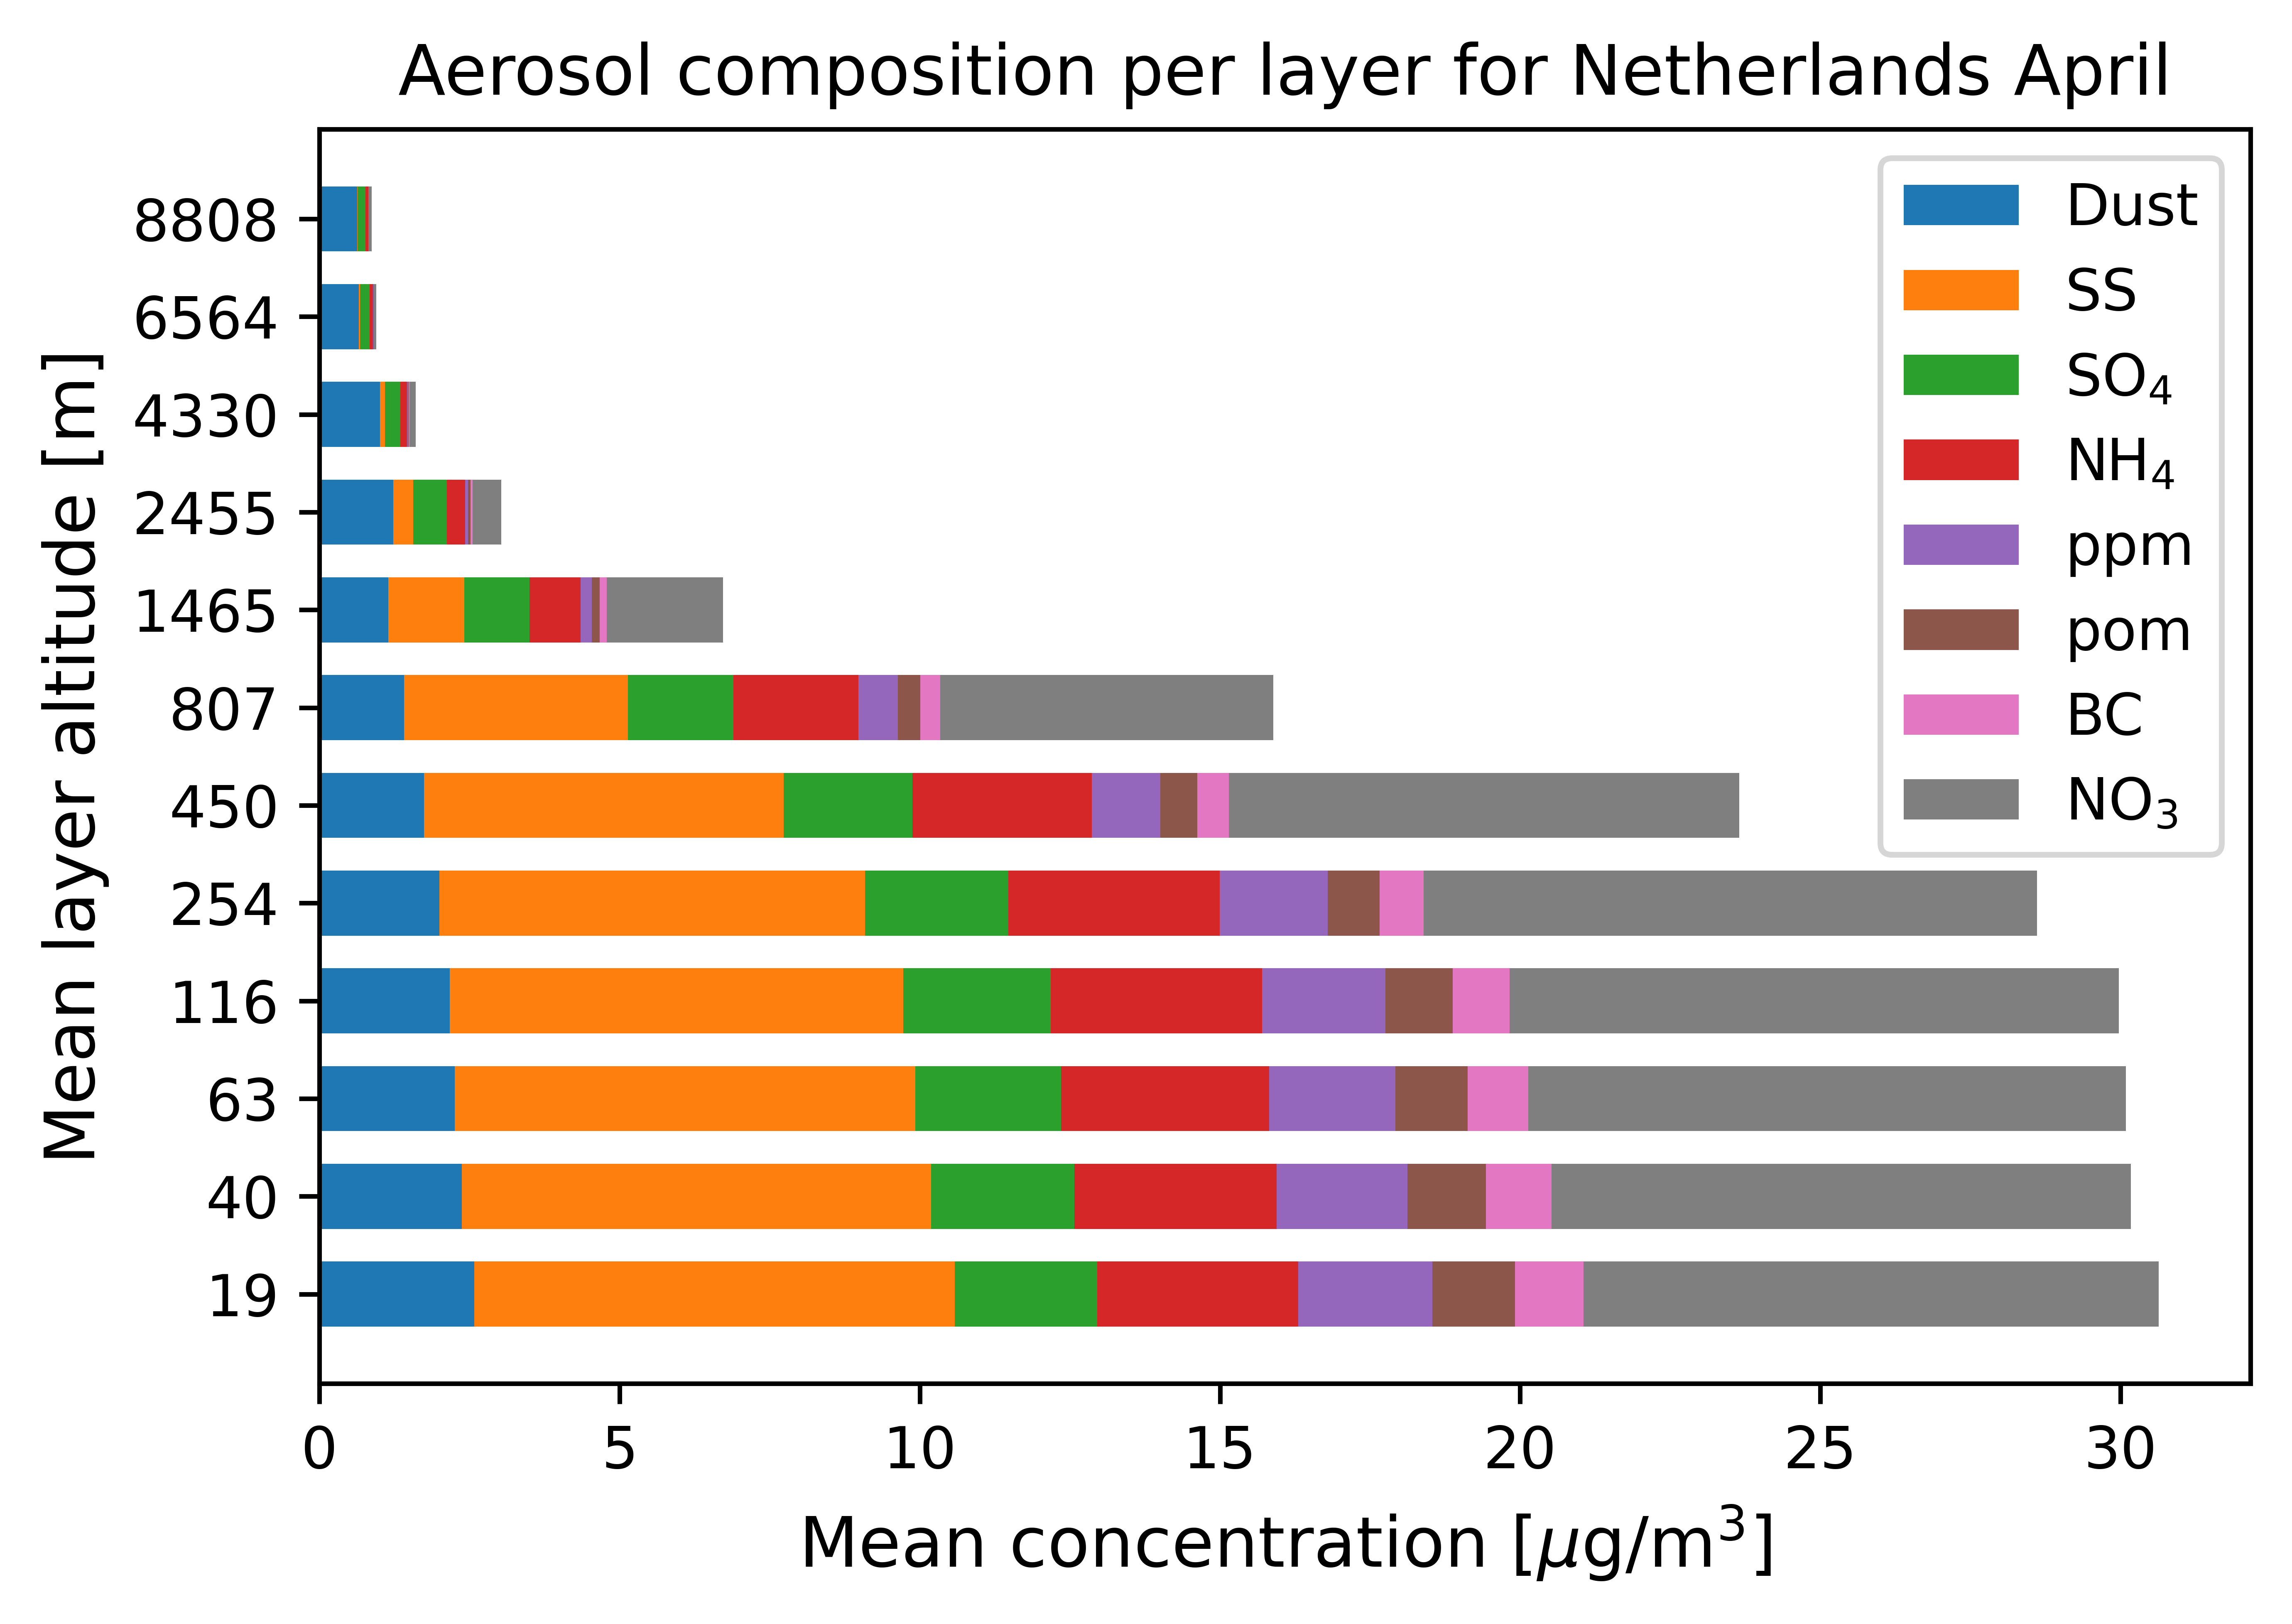 Aerosol composition per layer for Netherlands April
Mean layer altitude [m]
8808
6564
4330
2455
1465
807
450
254
116
63
40
19
Dust
SS
SO₄
NH₄
ppm
pom
BC
NO₃
0 5 10 15 20 25 30
Mean concentration [μg/m³]